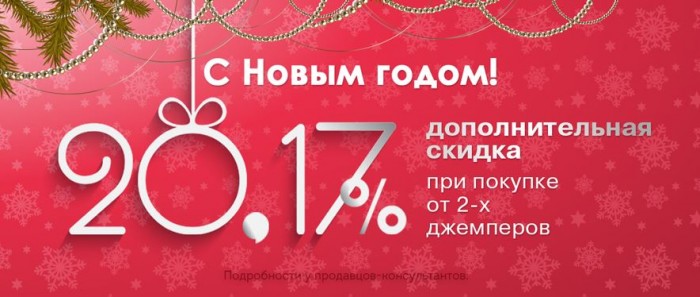 С Новым годом!
20,17%
дополнительная
скидка
при покупке
от 2-х
джемперов
Подробности у продавцов-консультантов.